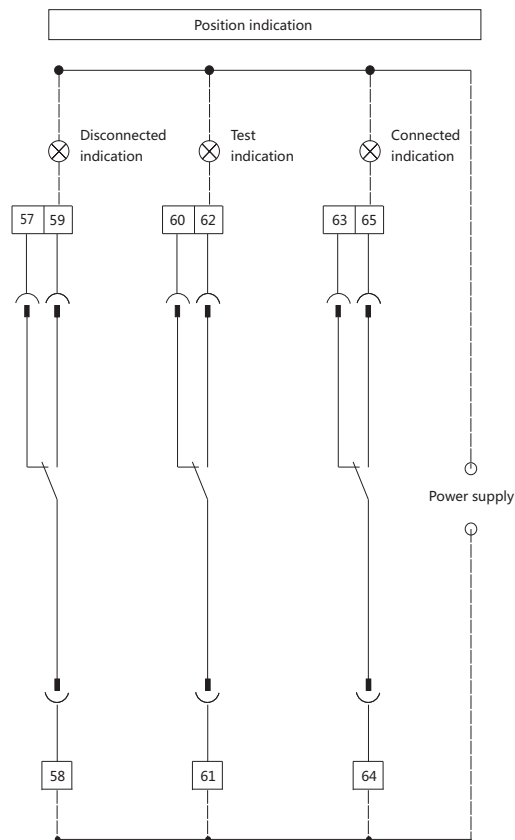 Position indication
Disconnected
indication
Test
indication
Connected
indication
57 59
60 62
63 65
Power supply
58
61
64